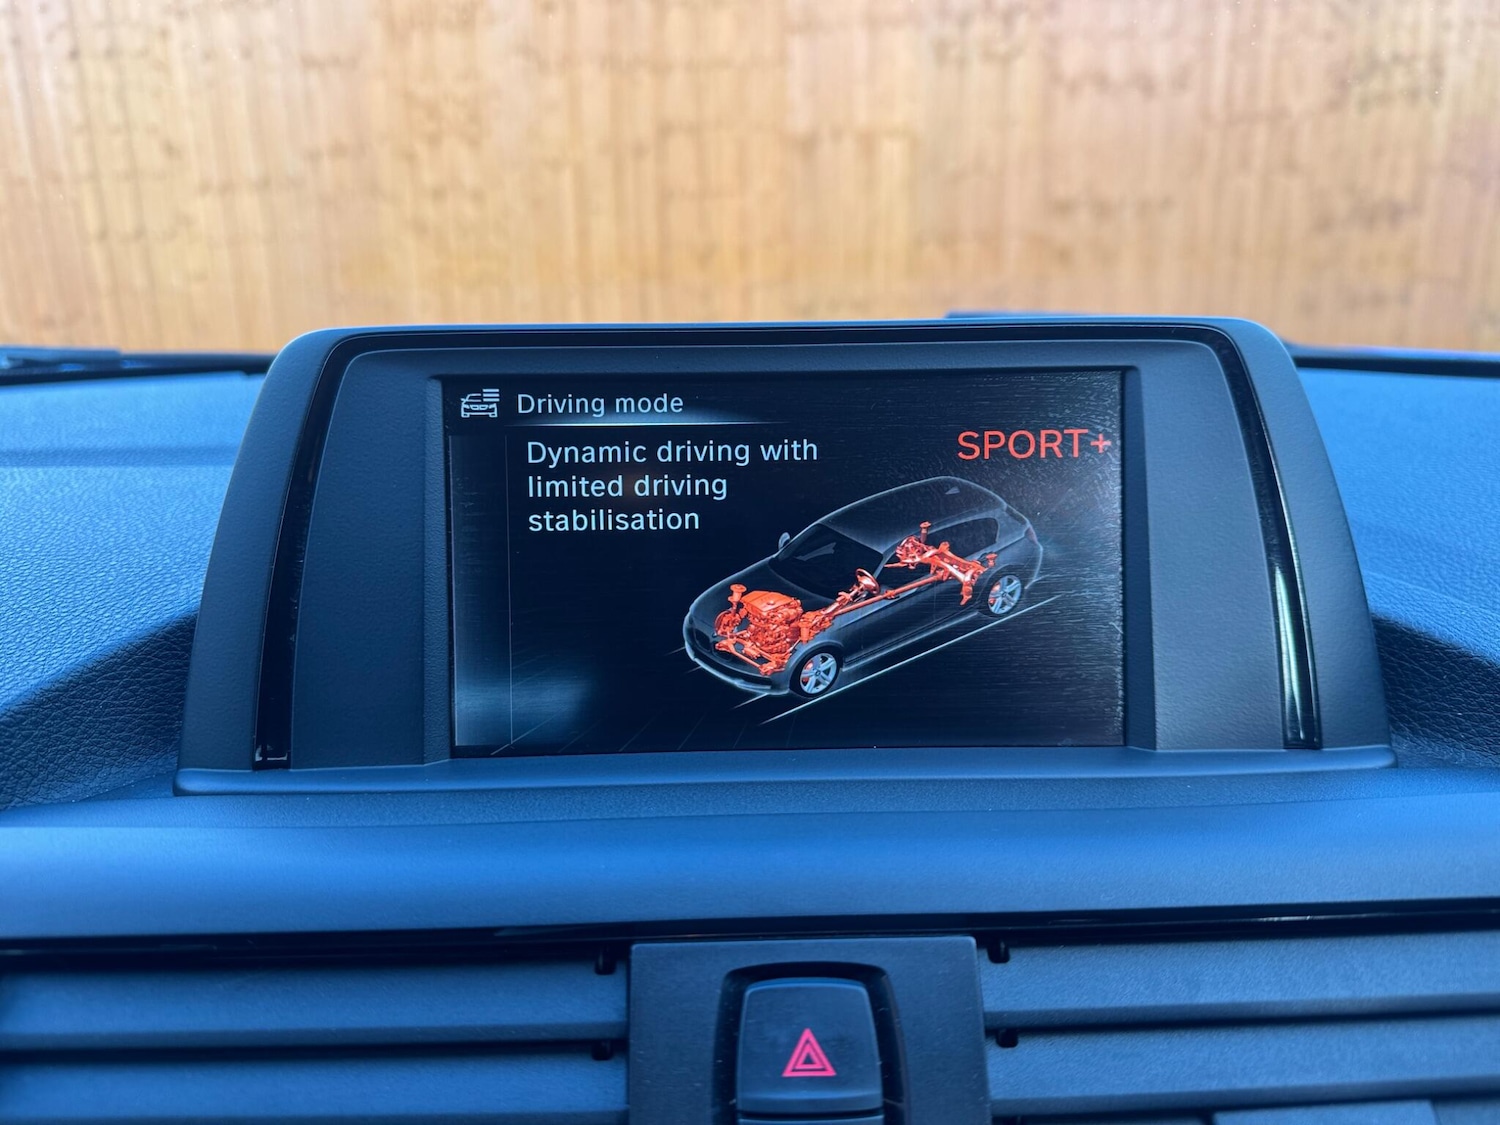 Driving mode
SPORT+
Dynamic driving with
limited driving
stabilisation